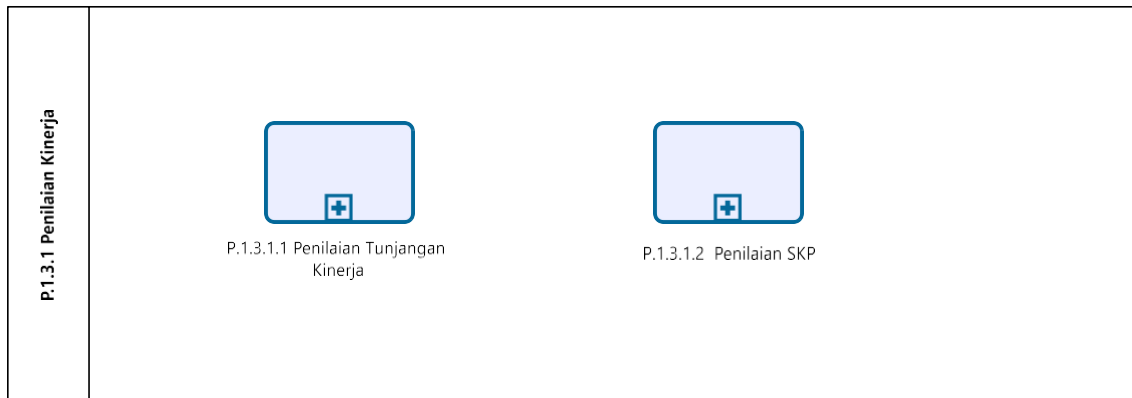 P.1.3.1 Penilaian Kinerja
P.1.3.1.1 Penilaian Tunjangan
Kinerja
P.1.3.1.2 Penilaian SKP